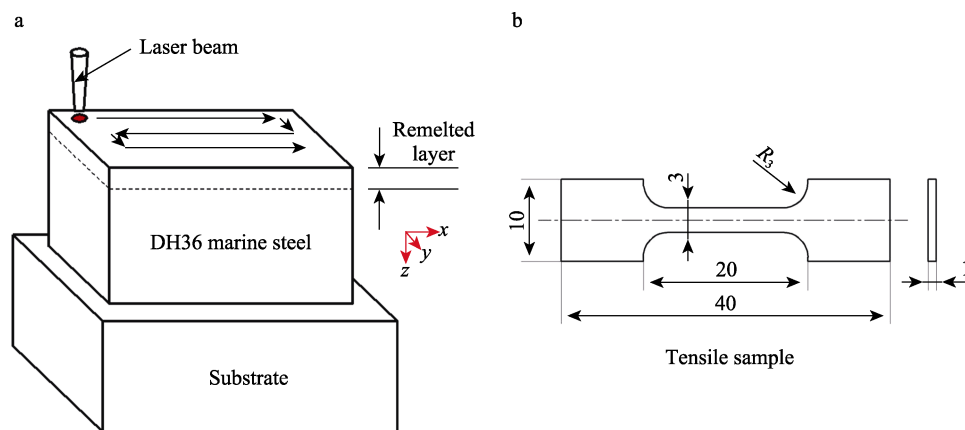 a
Laser beam
Remelted
layer
DH36 marine steel
x
y
z
Substrate
b
R3
3
10
20
40
Tensile sample